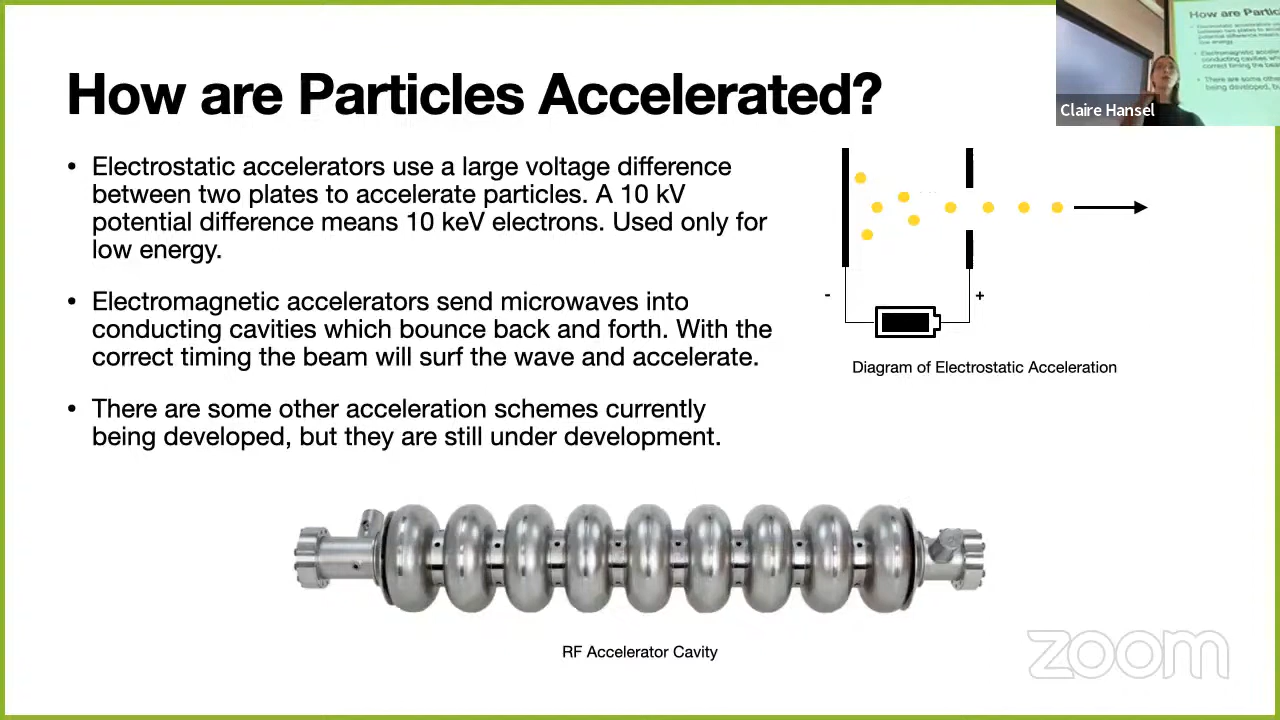 How are Particles Accelerated?
• Electrostatic accelerators use a large voltage difference
between two plates to accelerate particles. A 10 kV
potential difference means 10 keV electrons. Used only for
low energy.
• Electromagnetic accelerators send microwaves into
conducting cavities which bounce back and forth. With the
correct timing the beam will surf the wave and accelerate.
• There are some other acceleration schemes currently
being developed, but they are still under development.
- +
Diagram of Electrostatic Acceleration
RF Accelerator Cavity
How are Partic
Claire Hansel
zoom